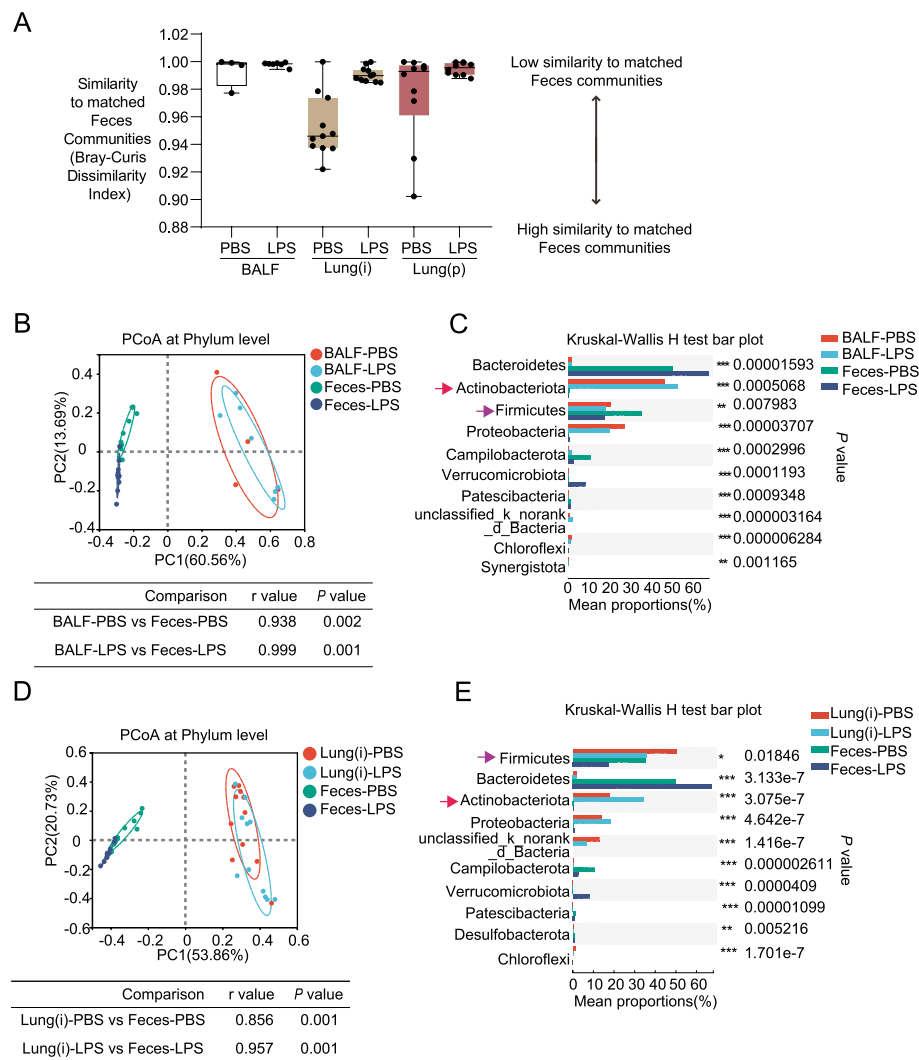 A
Similarity
to matched
Feces
Communities
(Bray-Curis
Dissimilarity
Index)
1.00
1.00
0.98
0.96
0.94
0.92
0.90
0.88
PBS LPS PBS LPS PBS LPS
BALF Lung(i) Lung(p)
Low similarity to matched
Feces communities
High similarity to matched
Feces communities
B
PCoA at Phylum level
BALF-PBS
BALF-LPS
Feces-PBS
Feces-LPS
PC2(13.69%)
0.4
0.2
0
-0.2
-0.4
-0.4 -0.2 0 0.2 0.4 0.6 0.8
PC1(60.56%)
Comparison r value P value
BALF-PBS vs Feces-PBS 0.938 0.002
BALF-LPS vs Feces-LPS 0.999 0.001
C
Kruskal-Wallis H test bar plot
BALF-PBS
BALF-LPS
Feces-PBS
Feces-LPS
Bacteroidetes *** 0.00001593
Actinobacteriota *** 0.0005068
Firmicutes ** 0.007983
Proteobacteria *** 0.00003707
Campilobacterota *** 0.0002996
Verrucomicrobiota *** 0.0001193
Patescibacteria *** 0.0009348
unclassified_k_norank
_d_Bacteria *** 0.000003164
Chloroflexi *** 0.000006284
Synergistota ** 0.001165
P value
0 10 20 30 40 50 60
Mean proportions(%)
D
PCoA at Phylum level
Lung(i)-PBS
Lung(i)-LPS
Feces-PBS
Feces-LPS
PC2(20.73%)
0.6
0.4
0.2
0
-0.2
-0.4
-0.6
-0.4 -0.2 0 0.2 0.4 0.6
PC1(53.86%)
Comparison r value P value
Lung(i)-PBS vs Feces-PBS 0.856 0.001
Lung(i)-LPS vs Feces-LPS 0.957 0.001
E
Kruskal-Wallis H test bar plot
Lung(i)-PBS
Lung(i)-LPS
Feces-PBS
Feces-LPS
Firmicutes * 0.01846
Bacteroidetes *** 3.133e-7
Actinobacteriota *** 3.075e-7
Proteobacteria *** 4.642e-7
unclassified_k_norank
_d_Bacteria *** 1.416e-7
Campilobacterota *** 0.000002611
Verrucomicrobiota *** 0.0000409
Patescibacteria *** 0.00001099
Desulfobacterota ** 0.005216
Chloroflexi *** 1.701e-7
P value
0 10 20 30 40 50 60
Mean proportions(%)